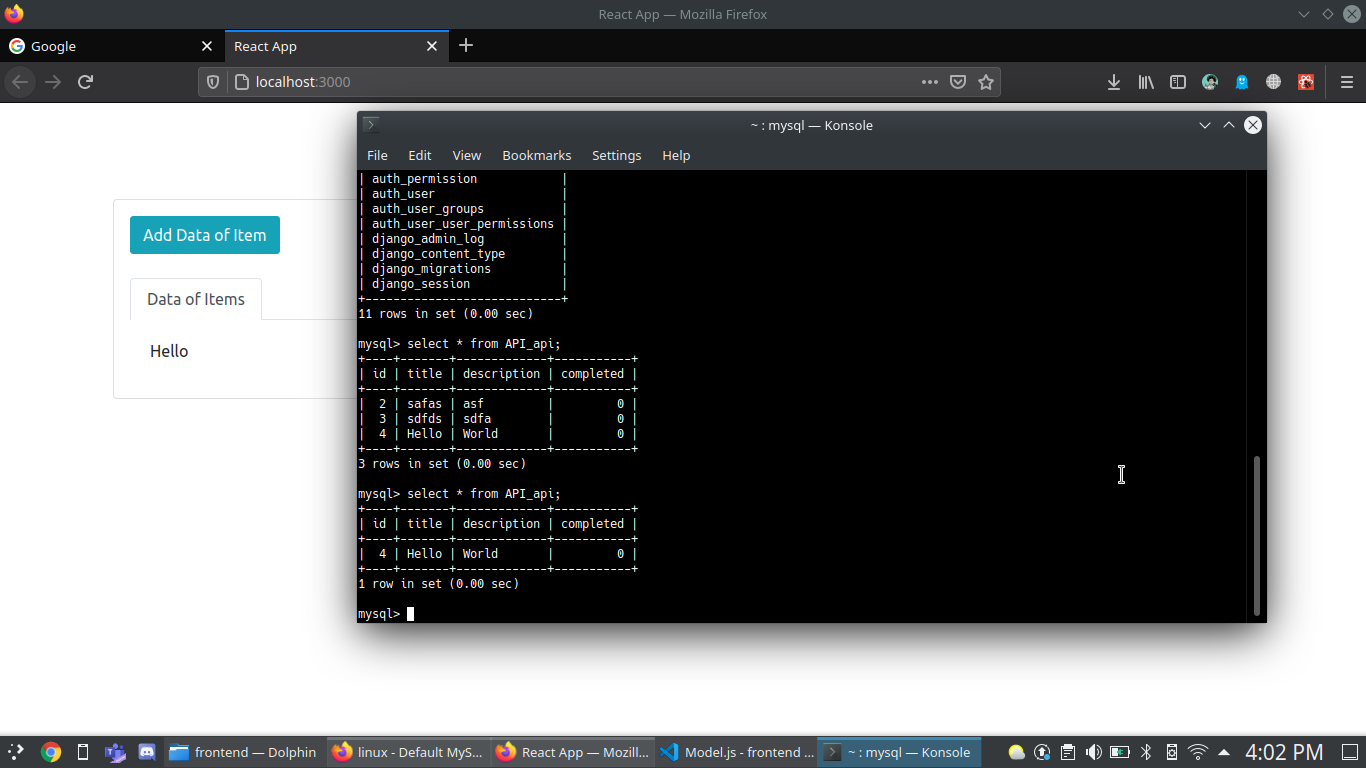 React App — Mozilla Firefox
Google
React App
localhost:3000
~ : mysql — Konsole
File Edit View Bookmarks Settings Help
Add Data of Item
Data of Items
Hello
| auth_permission            |
| auth_user                  |
| auth_user_groups           |
| auth_user_user_permissions |
| django_admin_log           |
| django_content_type        |
| django_migrations          |
| django_session             |
+----------------------------+
11 rows in set (0.00 sec)
mysql> select * from API_api;
+----+-------+-------------+-----------+
| id | title | description | completed |
+----+-------+-------------+-----------+
|  2 | safas | asf         |         0 |
|  3 | sdfds | sdfa        |         0 |
|  4 | Hello | World       |         0 |
+----+-------+-------------+-----------+
3 rows in set (0.00 sec)
mysql> select * from API_api;
+----+-------+-------------+-----------+
| id | title | description | completed |
+----+-------+-------------+-----------+
|  4 | Hello | World       |         0 |
+----+-------+-------------+-----------+
1 row in set (0.00 sec)
mysql>
frontend — Dolphin
linux - Default MyS...
React App — Mozill...
Model.js - frontend ...
~ : mysql — Konsole
4:02 PM